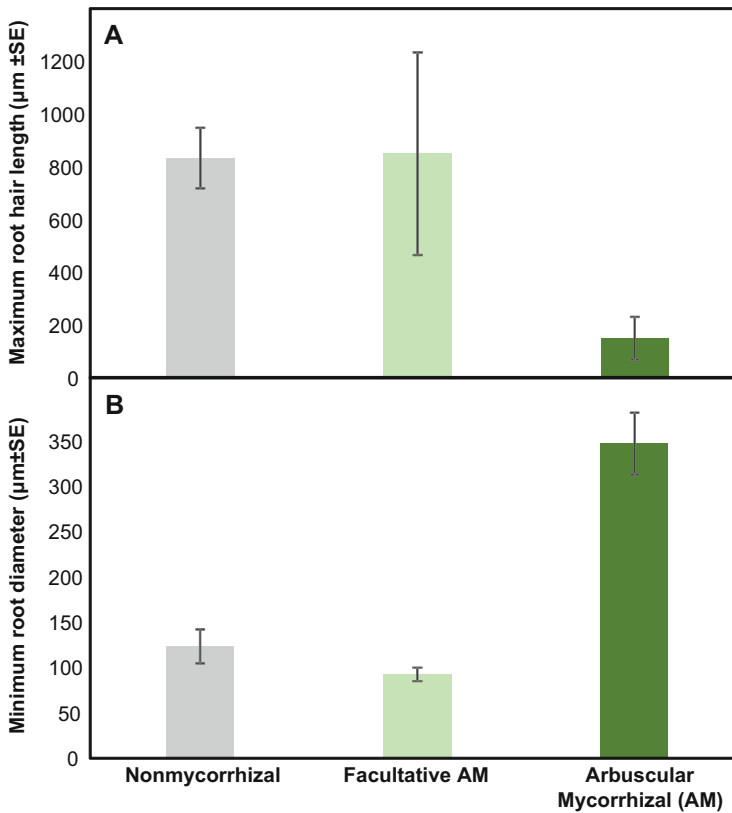 A
Maximum root hair length (µm ±SE)
1200
1000
800
600
400
200
0
B
Minimum root diameter (µm±SE)
350
300
250
200
150
100
50
0
Nonmycorrhizal
Facultative AM
Arbuscular
Mycorrhizal (AM)